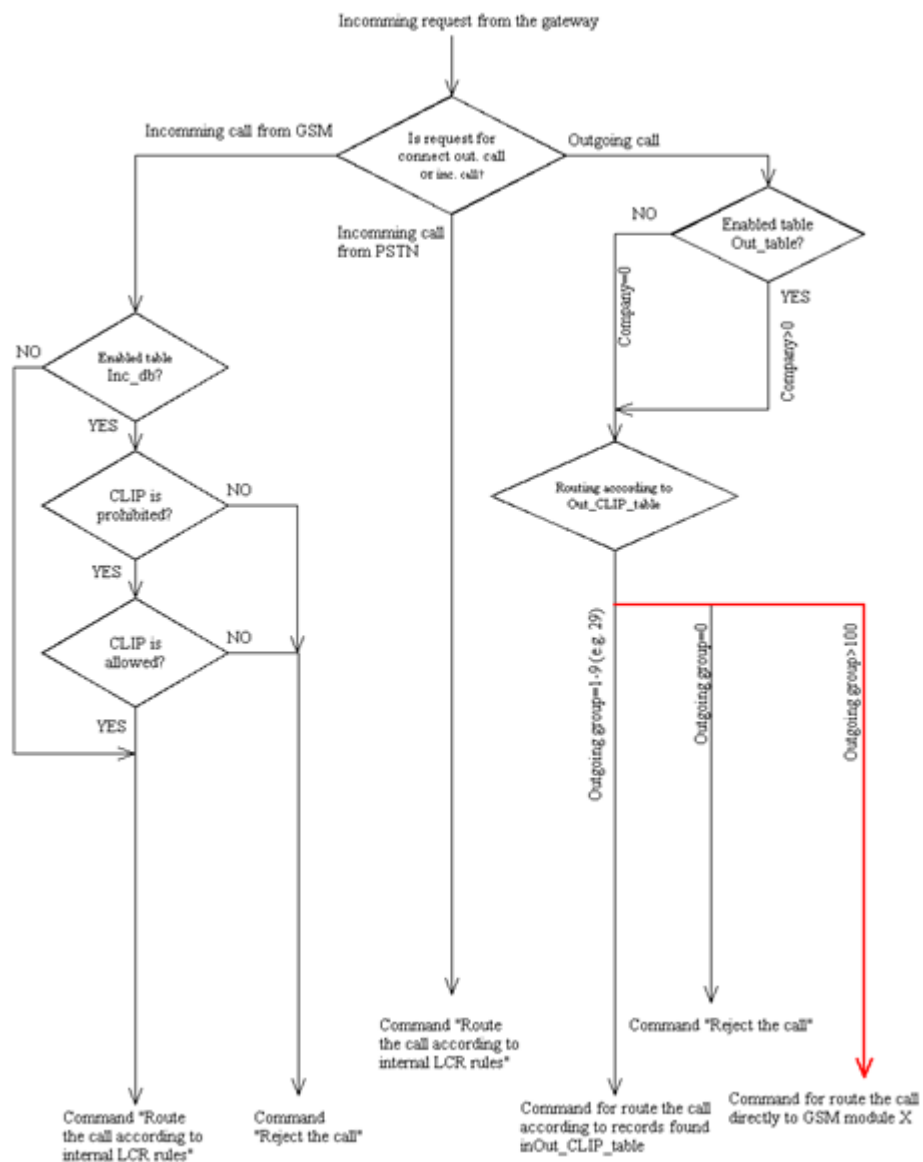 Incomming request from the gateway
Incomming call from GSM
Is request for
connect out. call
or inc. call?
Outgoing call
Incomming call
from PSTN
NO
Enabled table
Out_table?
YES
Company=0
Company>0
NO
Enabled table
Inc_db?
YES
CLIP is
prohibited?
NO
YES
Routing according to
Out_CLIP_table
CLIP is
allowed?
NO
YES
Outgoing group=1-9 (e g. 29)
Outgoing group=0
Outgoing group>100
Command "Route
the call according to
internal LCR rules"
Command "Reject the call"
Command "Route
the call according to
internal LCR rules"
Command
"Reject the call"
Command for route the call
according to records found
inOut_CLIP_table
Command for route the call
directly to GSM module X